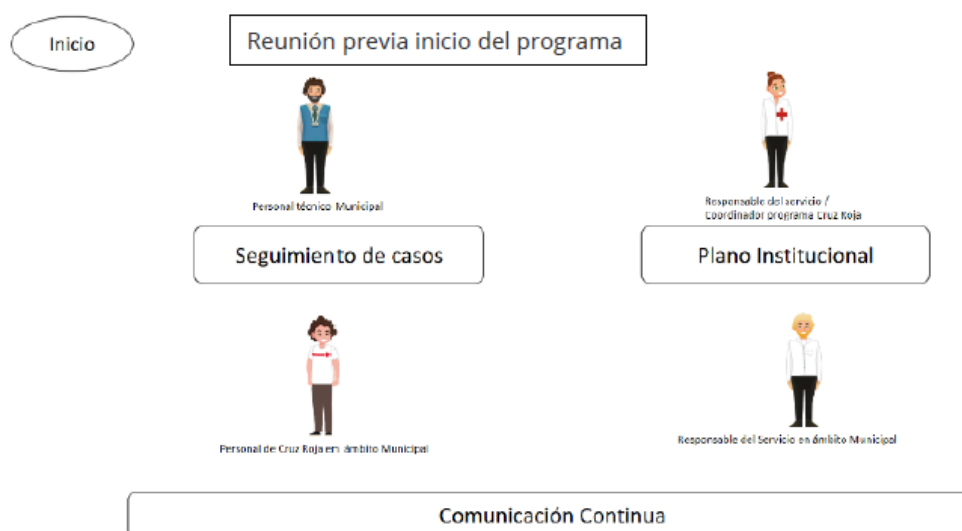 Inicio
Reunión previa inicio del programa
Personal técnico Municipal
Responsable del servicio /
Coordinador programa Cruz Roja
Seguimiento de casos
Plano Institucional
Personal de Cruz Roja em ámbito Municipal
Responsable del Servicio en ámbito Municipal
Comunicación Continua